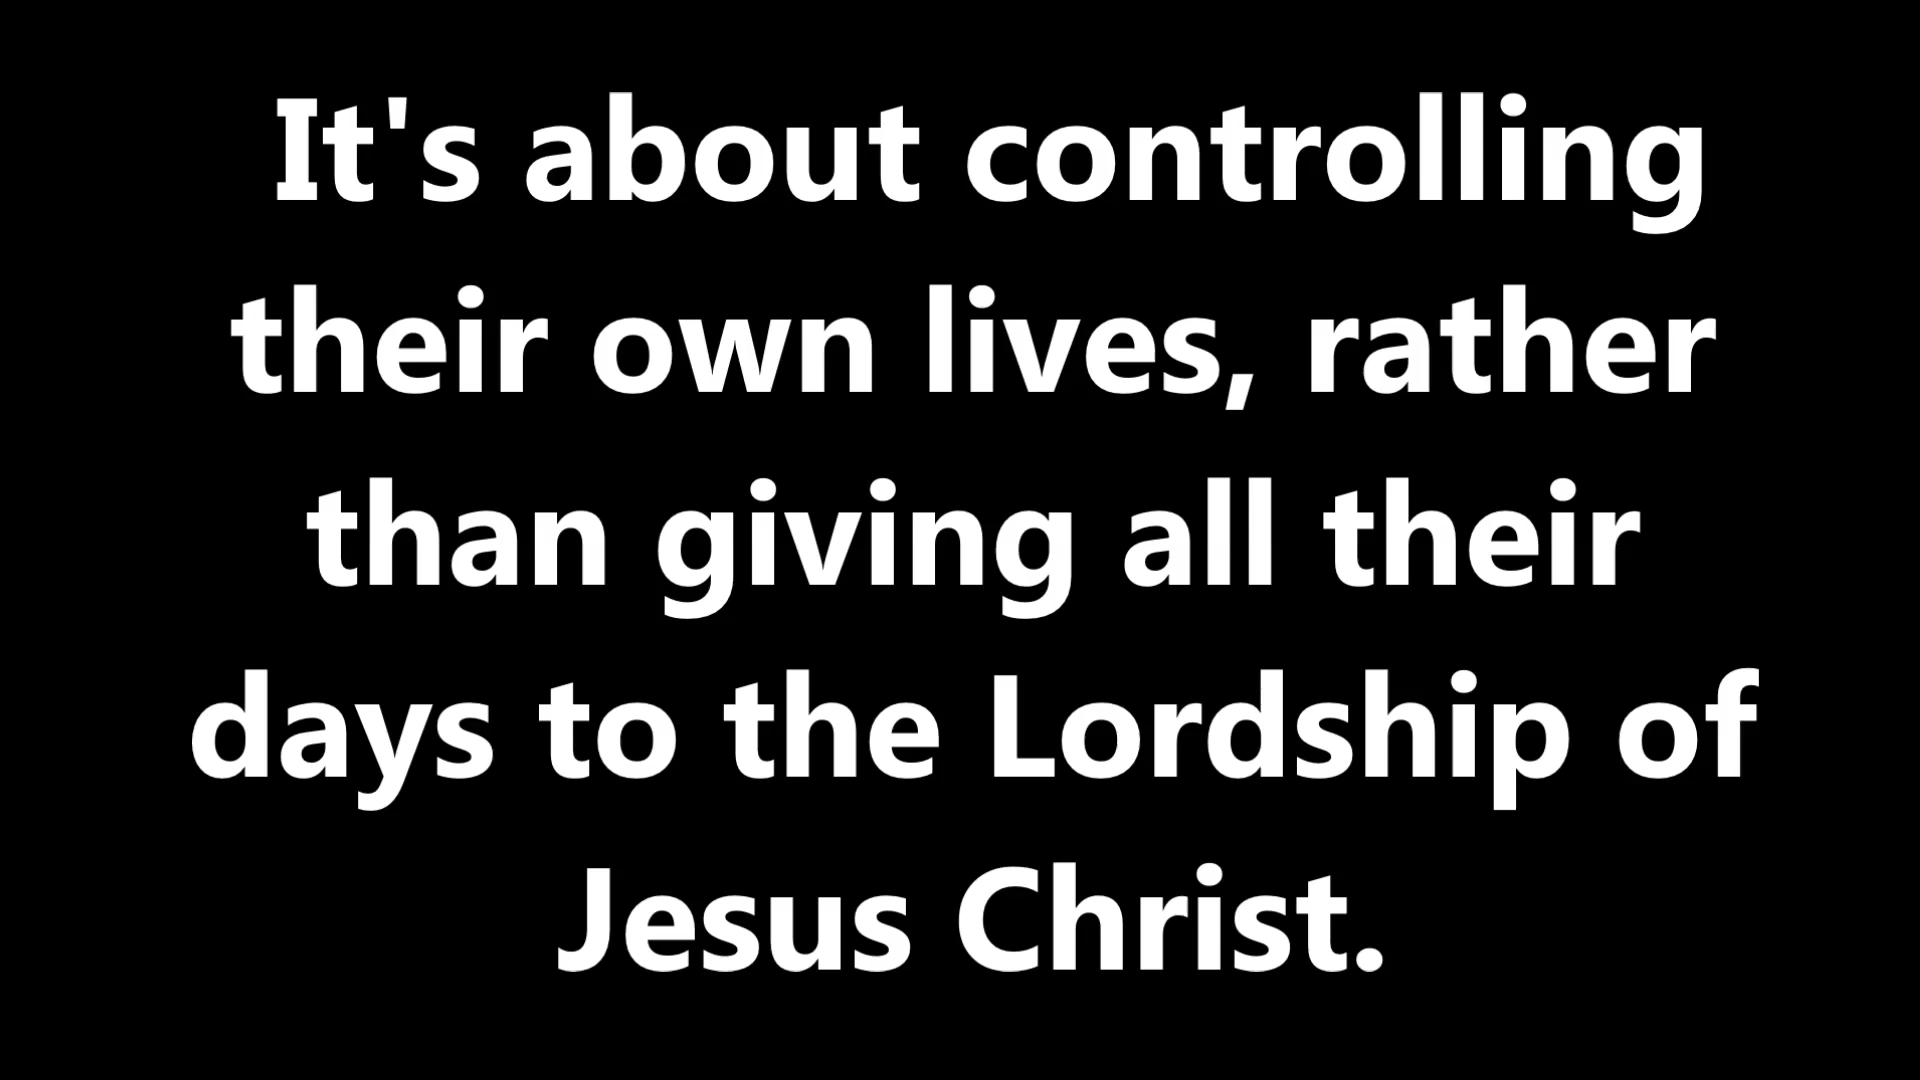 It's about controlling
their own lives, rather
than giving all their
days to the Lordship of
Jesus Christ.